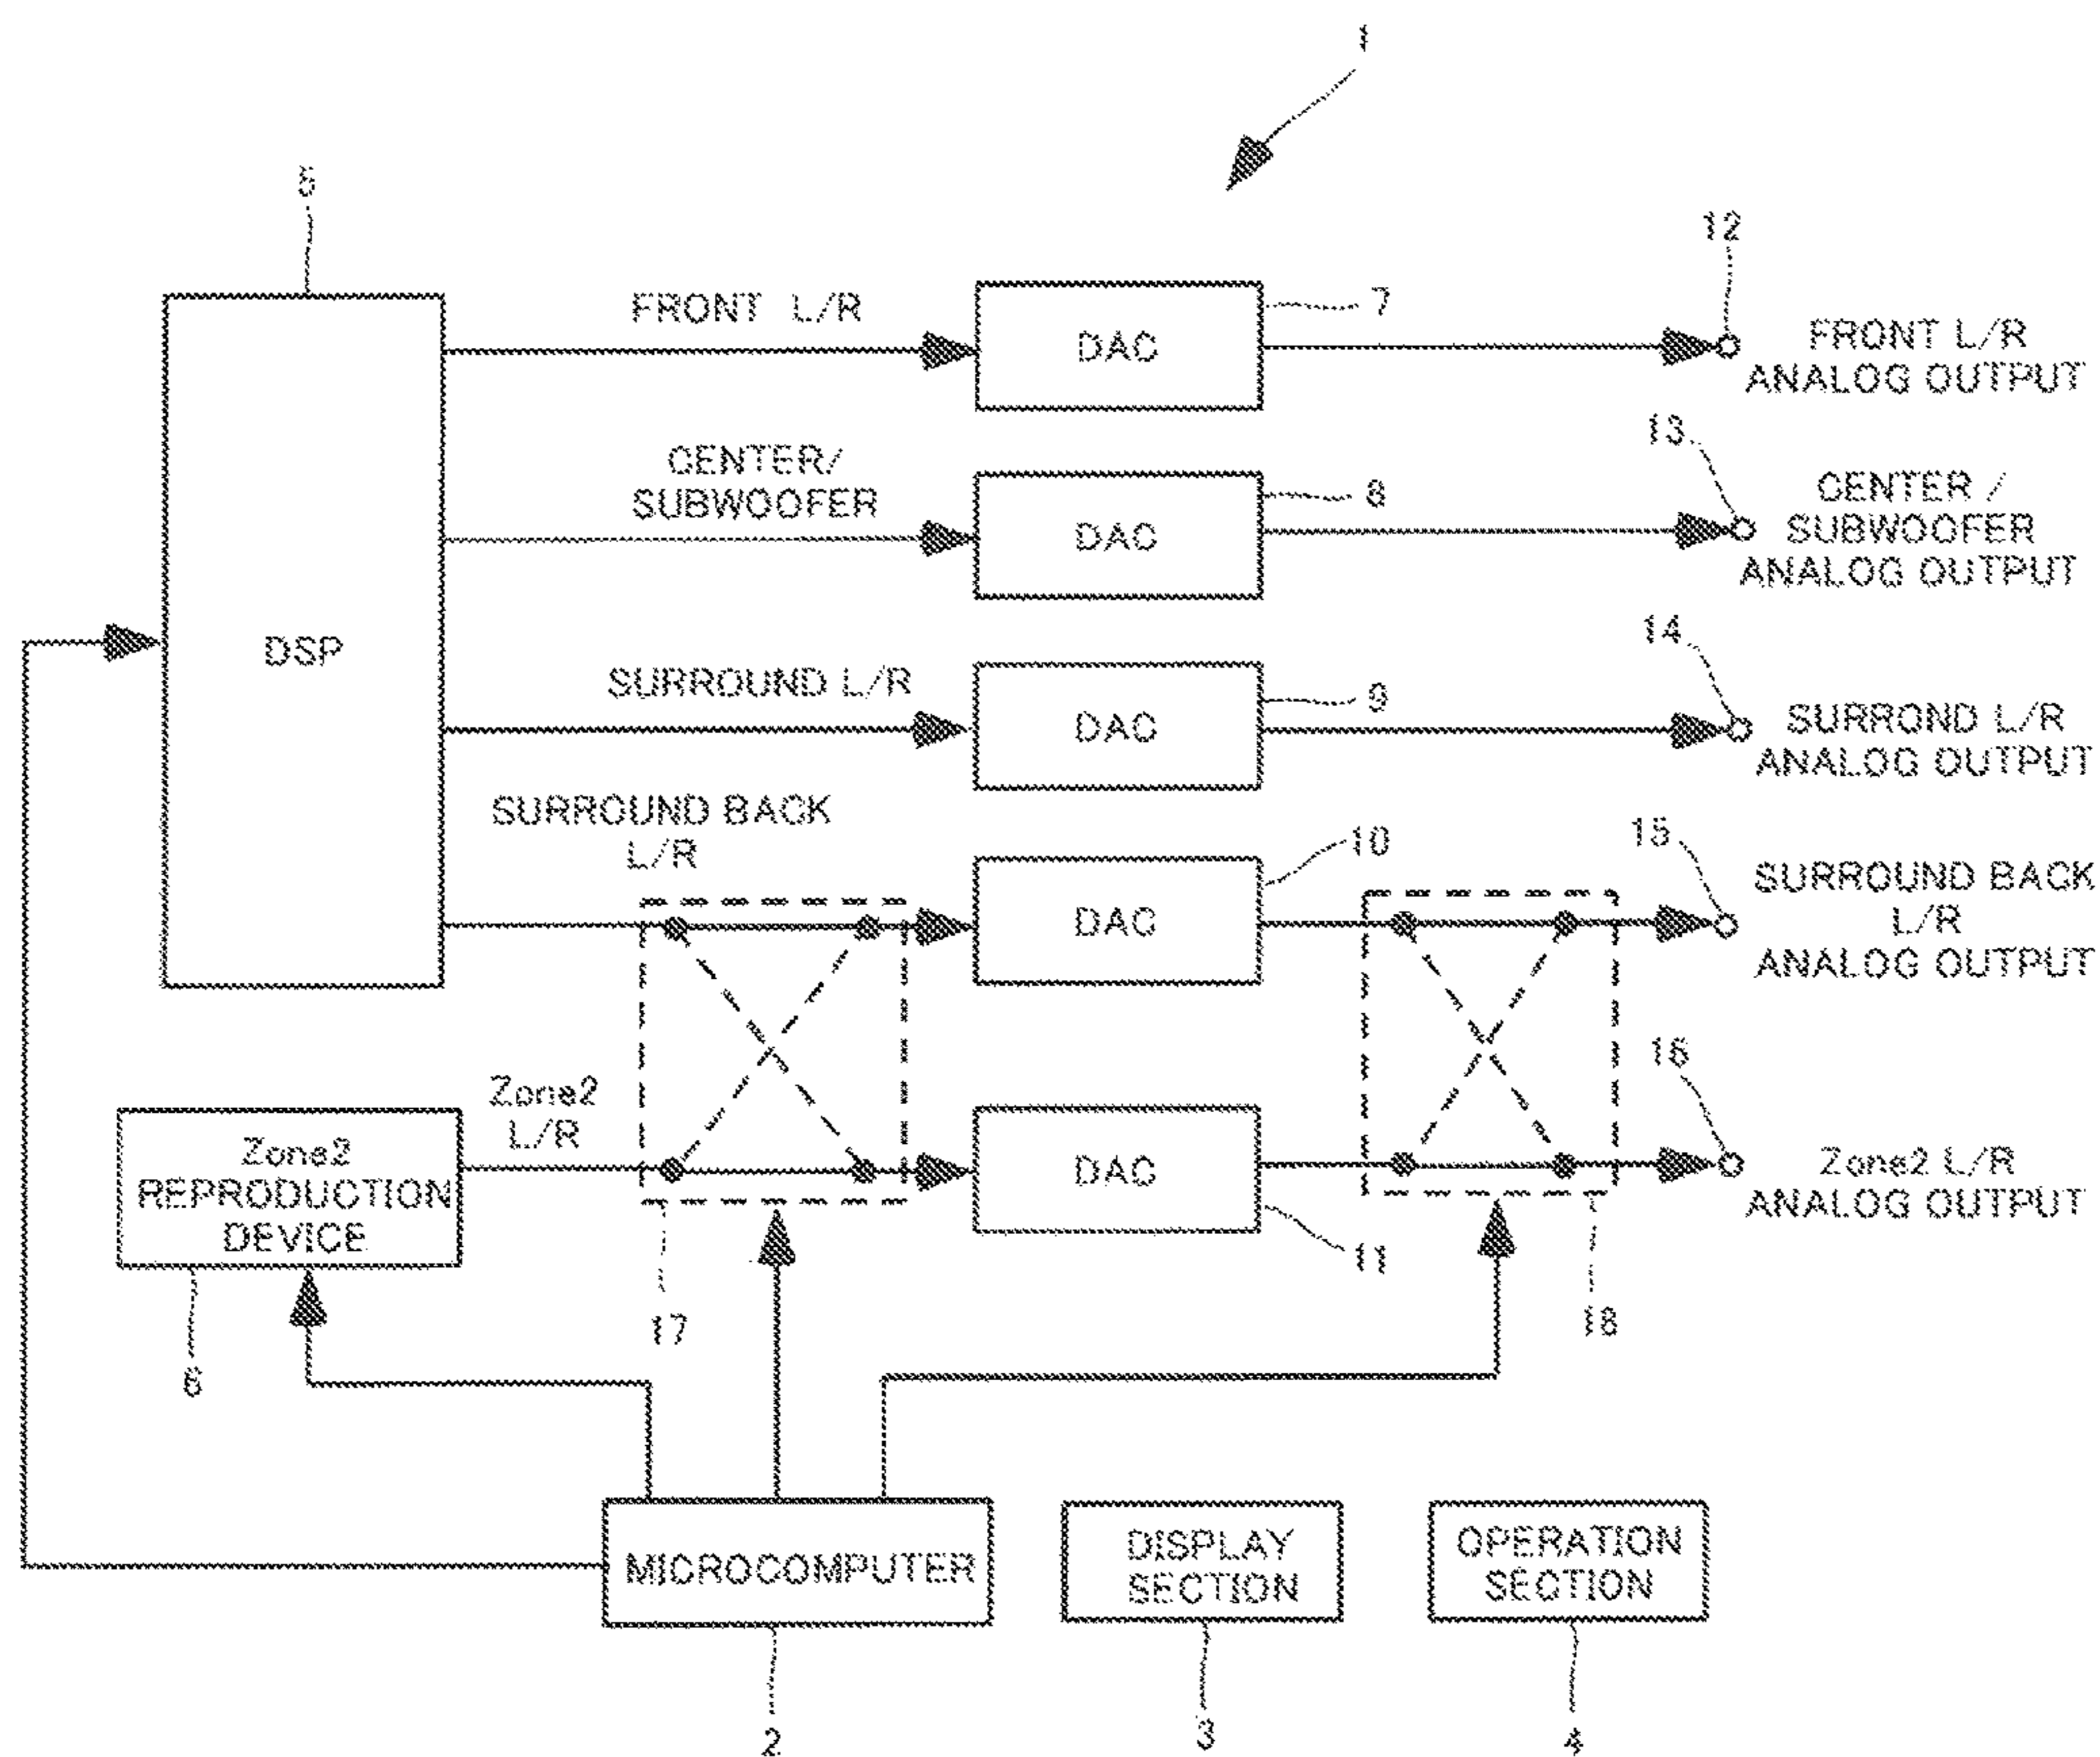 1
5
12
FRONT L/R
DAC
7
FRONT L/R
ANALOG OUTPUT
13
CENTER/
SUBWOOFER
DAC
8
CENTER /
SUBWOOFER
ANALOG OUTPUT
DSP
14
SURROUND L/R
DAC
9
SURROND L/R
ANALOG OUTPUT
SURROUND BACK
L/R
DAC
10
15
SURROUND BACK
L/R
ANALOG OUTPUT
16
Zone2
L/R
Zone2
REPRODUCTION
DEVICE
DAC
11
Zone2 L/R
ANALOG OUTPUT
6
17
18
MICROCOMPUTER
DISPLAY
SECTION
OPERATION
SECTION
2
3
4